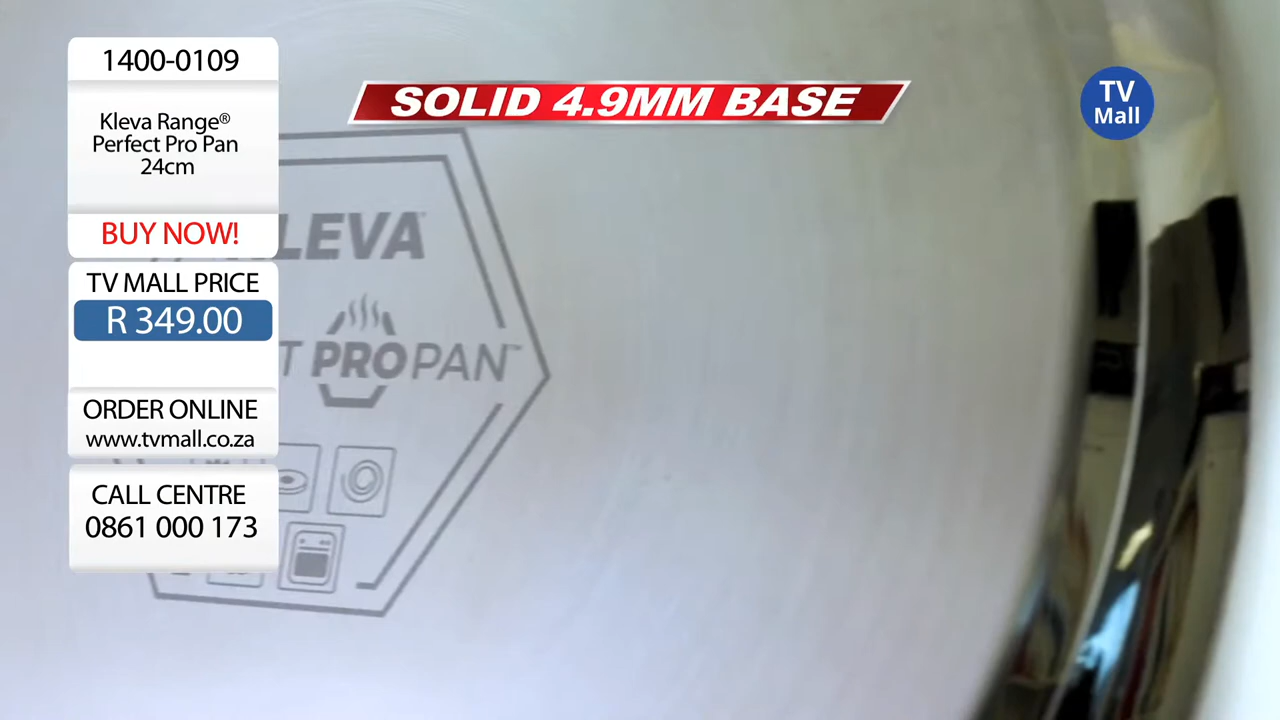 1400-0109
Kleva Range®
Perfect Pro Pan
24cm
BUY NOW!
TV MALL PRICE
R 349.00
ORDER ONLINE
www.tvmall.co.za
CALL CENTRE
0861 000 173
SOLID 4.9MM BASE
TV
Mall
LEVA
T PROPAN™